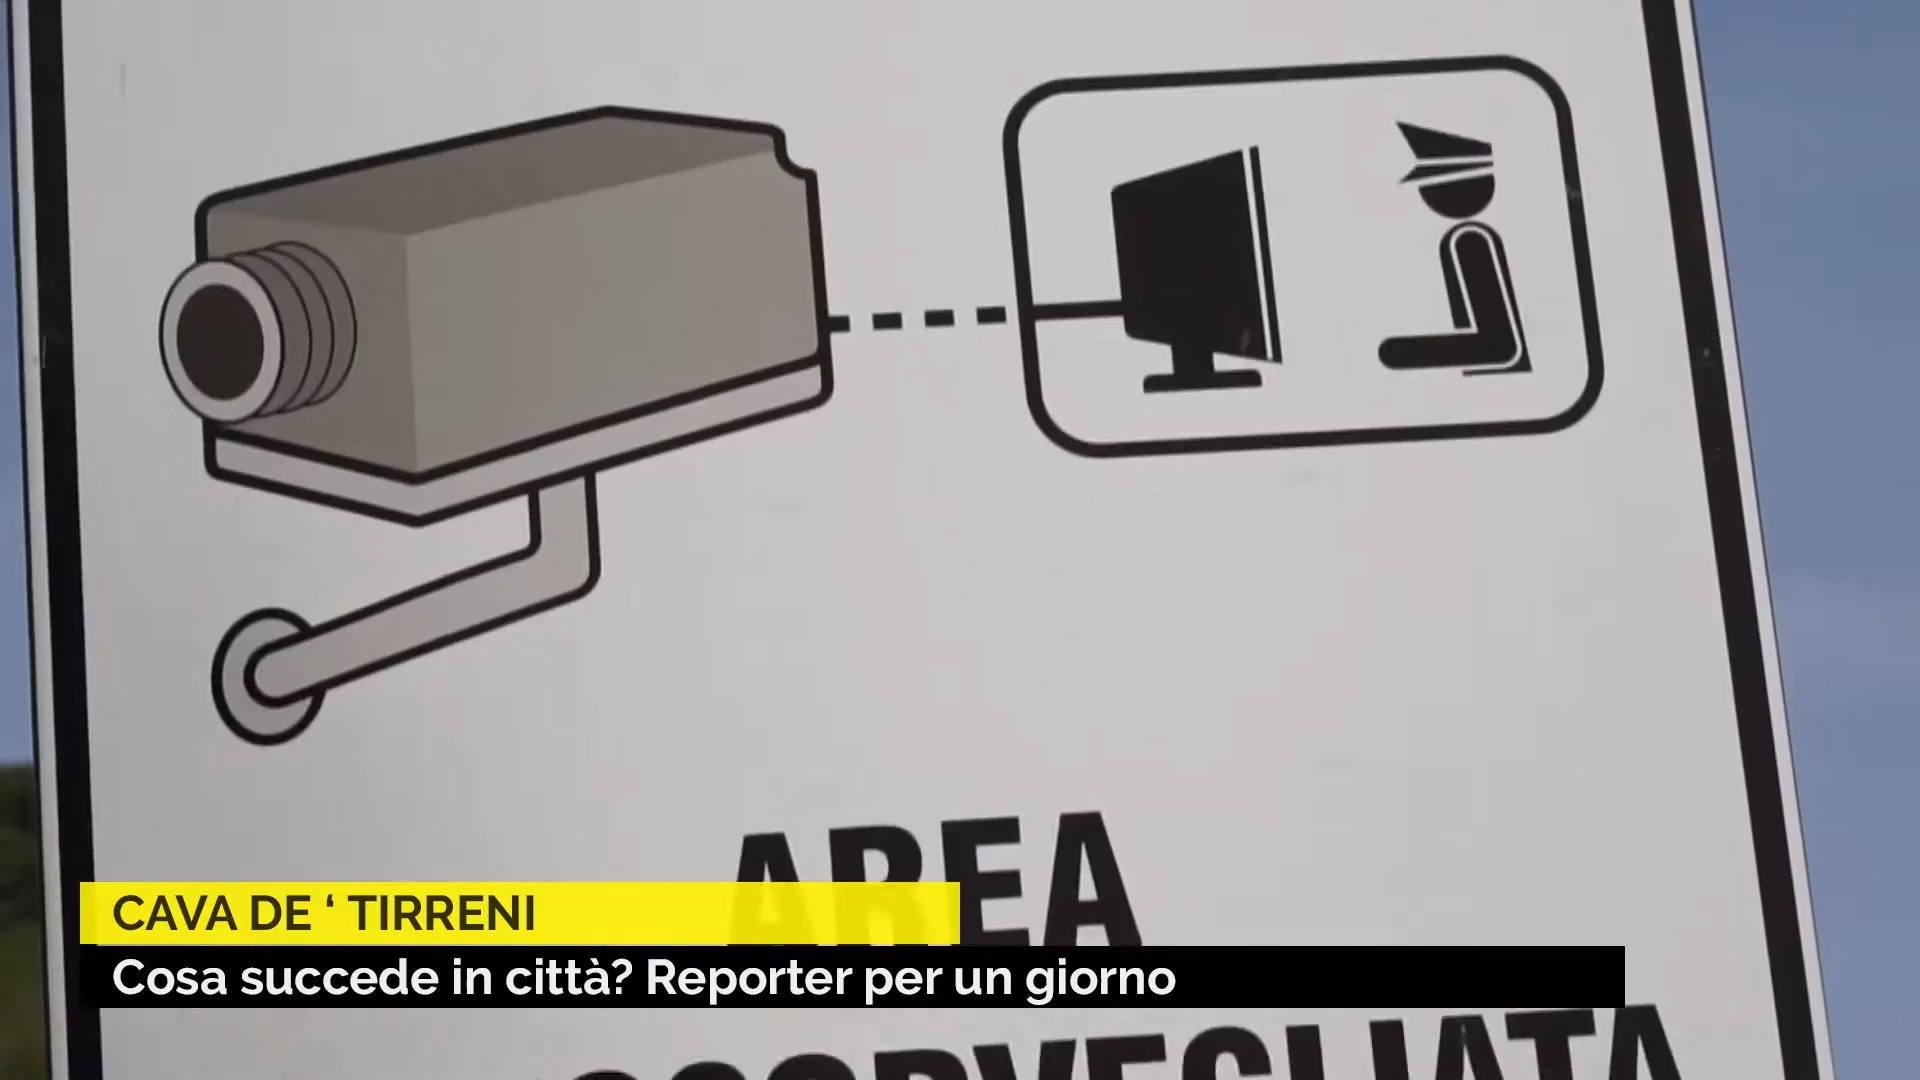 AREA
CAVA DE ‘ TIRRENI
Cosa succede in città? Reporter per un giorno